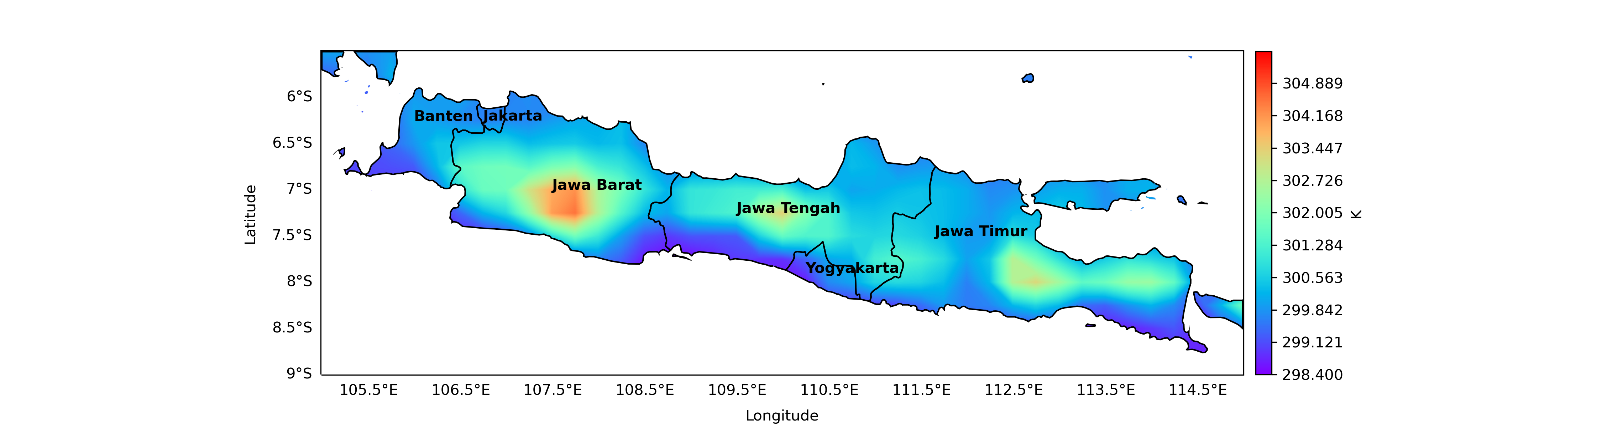 Banten
Jakarta
Jawa Barat
Jawa Tengah
Jawa Timur
Yogyakarta
6°S
6.5°S
7°S
7.5°S
8°S
8.5°S
9°S
Latitude
105.5°E 106.5°E 107.5°E 108.5°E 109.5°E 110.5°E 111.5°E 112.5°E 113.5°E 114.5°E
Longitude
304.889
304.168
303.447
302.726
302.005
301.284
300.563
299.842
299.121
298.400
K